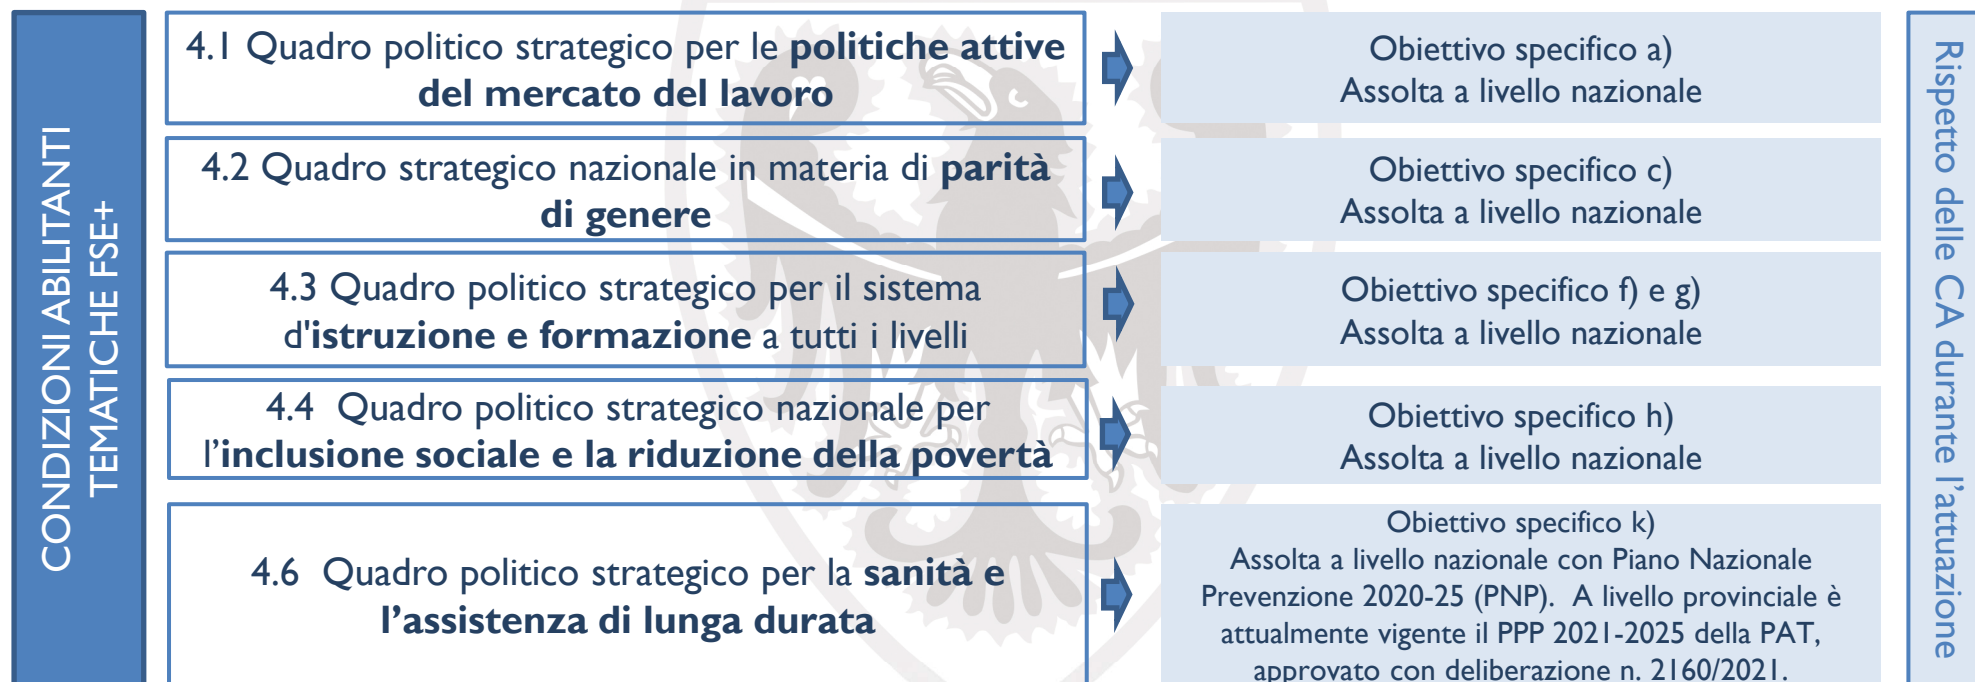 CONDIZIONI ABILITANTI
TEMATICHE FSE+
4.1 Quadro politico strategico per le politiche attive
del mercato del lavoro
Obiettivo specifico a)
Assolta a livello nazionale
4.2 Quadro strategico nazionale in materia di parità
di genere
Obiettivo specifico c)
Assolta a livello nazionale
4.3 Quadro politico strategico per il sistema
d'istruzione e formazione a tutti i livelli
Obiettivo specifico f) e g)
Assolta a livello nazionale
4.4 Quadro politico strategico nazionale per
l’inclusione sociale e la riduzione della povertà
Obiettivo specifico h)
Assolta a livello nazionale
4.6 Quadro politico strategico per la sanità e
l’assistenza di lunga durata
Obiettivo specifico k)
Assolta a livello nazionale con Piano Nazionale
Prevenzione 2020-25 (PNP). A livello provinciale è
attualmente vigente il PPP 2021-2025 della PAT,
approvato con deliberazione n. 2160/2021.
Rispetto delle CA durante l’attuazione